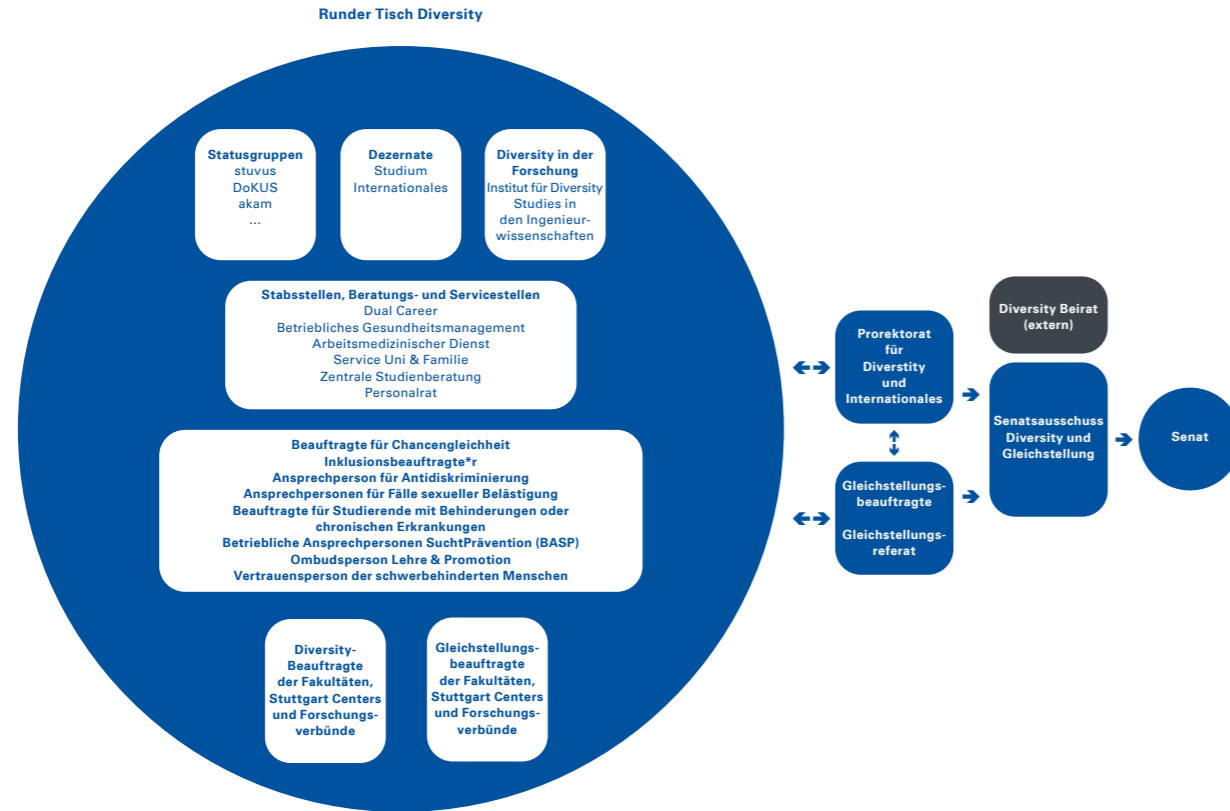 Runder Tisch Diversity
Statusgruppen
stuvus
DoKUS
akam
...
Dezernate
Studium
Internationales
Diversity in der
Forschung
Institut für Diversity
Studies in
den Ingenieur-
wissenschaften
Stabsstellen, Beratungs- und Servicestellen
Dual Career
Betriebliches Gesundheitsmanagement
Arbeitsmedizinischer Dienst
Service Uni & Familie
Zentrale Studienberatung
Personalrat
Beauftragte für Chancengleichheit
Inklusionsbeauftragte*r
Ansprechperson für Antidiskriminierung
Ansprechpersonen für Fälle sexueller Belästigung
Beauftragte für Studierende mit Behinderungen oder
chronischen Erkrankungen
Betriebliche Ansprechpersonen SuchtPrävention (BASP)
Ombudsperson Lehre & Promotion
Vertrauensperson der schwerbehinderten Menschen
Diversity-
Beauftragte
der Fakultäten,
Stuttgart Centers
und Forschungs-
verbünde
Gleichstellungs-
beauftragte
der Fakultäten,
Stuttgart Centers
und Forschungs-
verbünde
Prorektorat
für
Diverstity
und
Internationales
Gleichstellungs-
beauftragte
Gleichstellungs-
referat
Diversity Beirat
(extern)
Senatsausschuss
Diversity und
Gleichstellung
Senat